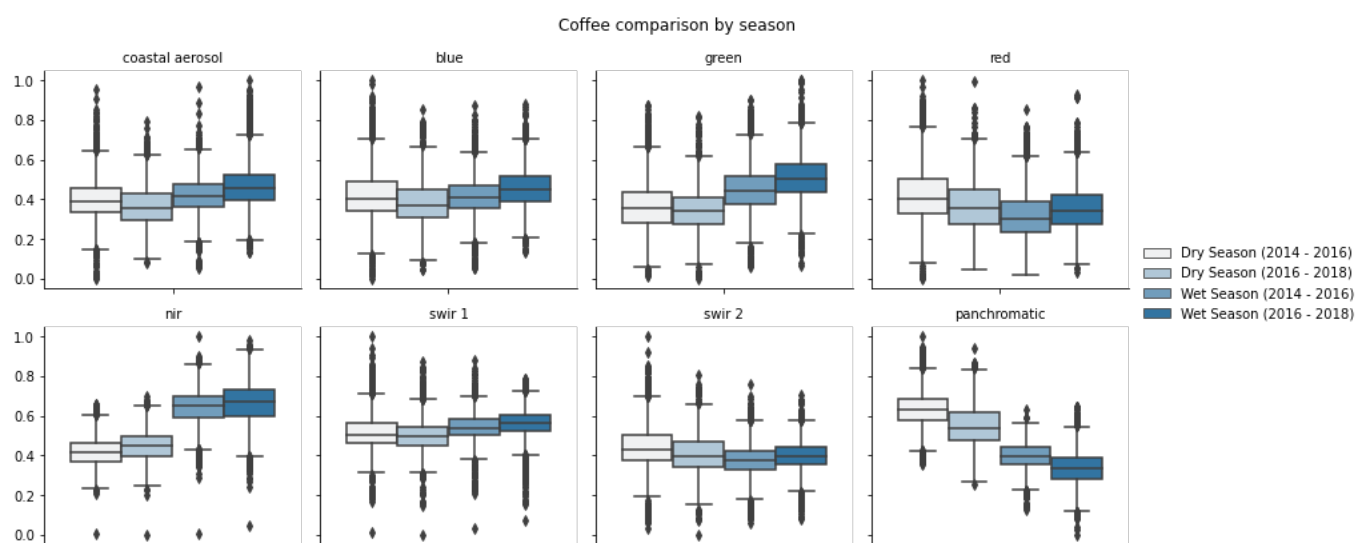 Coffee comparison by season
coastal aerosol
blue
green
red
1.0
0.8
0.6
0.4
0.2
0.0
Dry Season (2014 - 2016)
Dry Season (2016 - 2018)
Wet Season (2014 - 2016)
Wet Season (2016 - 2018)
nir
swir 1
swir 2
panchromatic
1.0
0.8
0.6
0.4
0.2
0.0